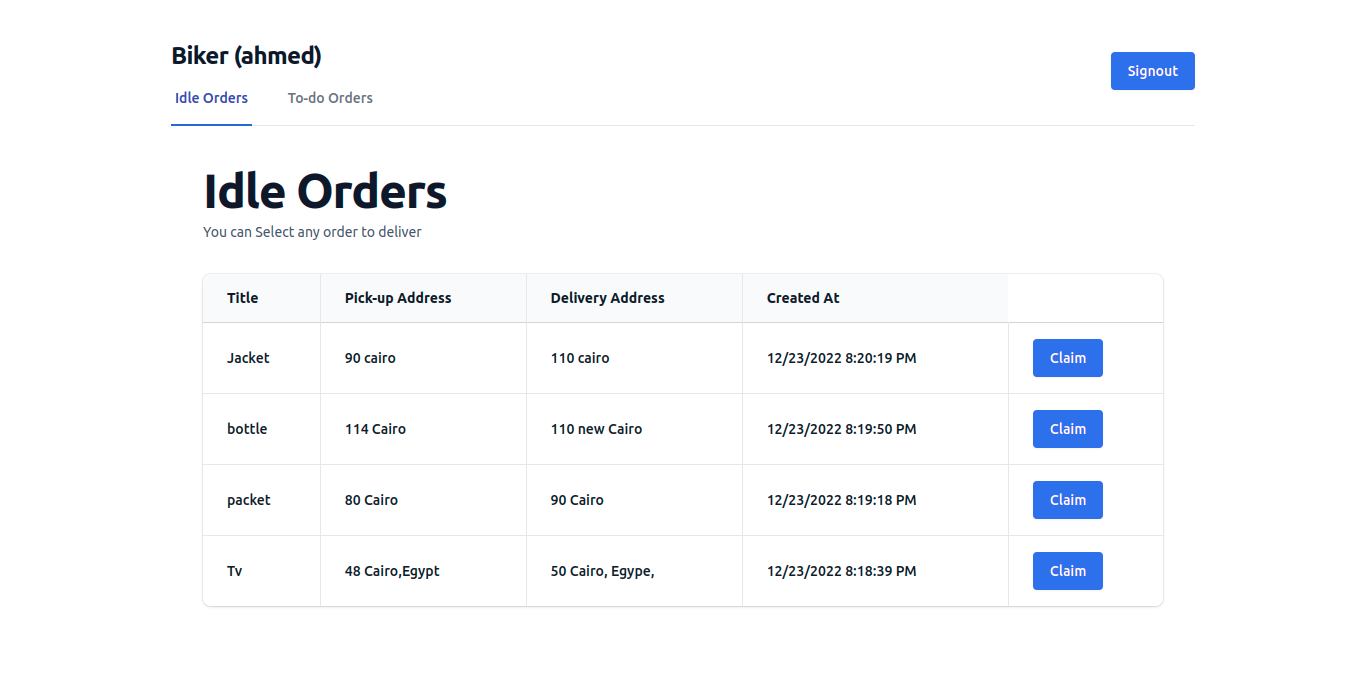 Biker (ahmed)
Signout
Idle Orders To-do Orders
Idle Orders
You can Select any order to deliver
Title Pick-up Address Delivery Address Created At
Jacket 90 cairo 110 cairo 12/23/2022 8:20:19 PM Claim
bottle 114 Cairo 110 new Cairo 12/23/2022 8:19:50 PM Claim
packet 80 Cairo 90 Cairo 12/23/2022 8:19:18 PM Claim
Tv 48 Cairo,Egypt 50 Cairo, Egype, 12/23/2022 8:18:39 PM Claim